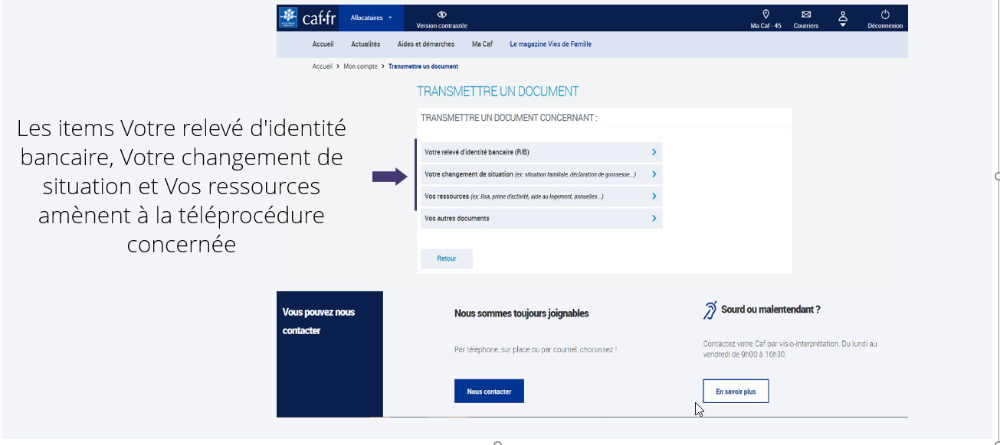 caf·fr
Allocataires
Version contrastée
Ma Caf - 45
Courriers
Déconnexion
Accueil
Actualités
Aides et démarches
Ma Caf
Le magazine Vies de Famille
Accueil > Mon compte > Transmettre un document
TRANSMETTRE UN DOCUMENT
TRANSMETTRE UN DOCUMENT CONCERNANT :
Les items Votre relevé d'identité
bancaire, Votre changement de
situation et Vos ressources
amènent à la téléprocédure
concernée
Votre relevé d'identité bancaire (RIB)
Votre changement de situation (ex: situation familiale, déclaration de grossesse...)
Vos ressources (ex: Rsa, prime d'activité, aide au logement, annuelles...)
Vos autres documents
Retour
Vous pouvez nous
contacter
Nous sommes toujours joignables
Par téléphone, sur place ou par courriel, choisissez !
Nous contacter
Sourd ou malentendant ?
Contactez votre Caf par visio-interprétation. Du lundi au
vendredi de 9h00 à 16h30.
En savoir plus